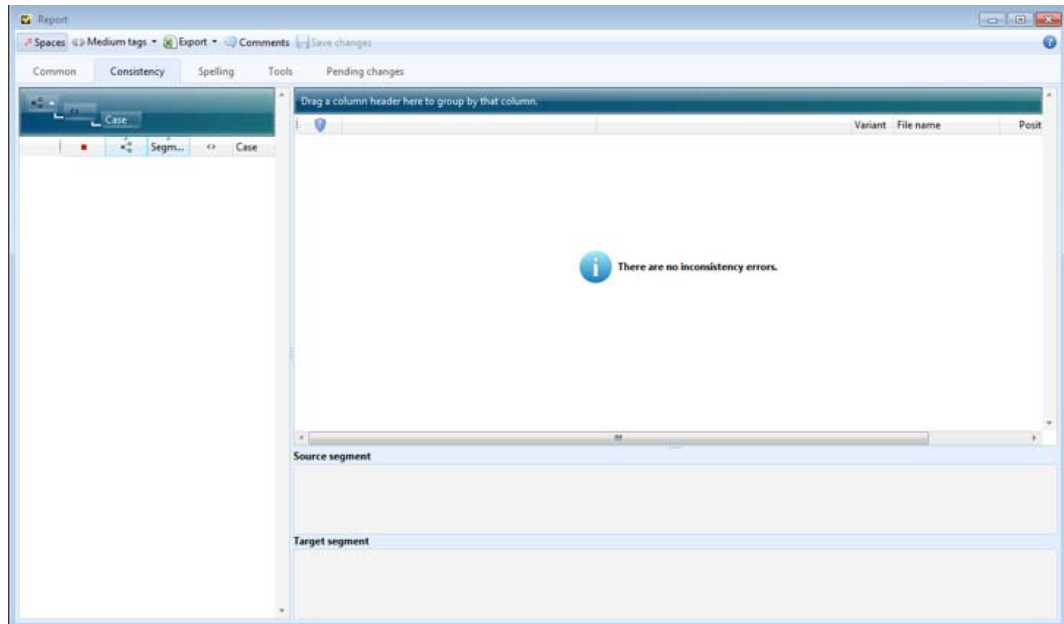 Report
Spaces Medium tags Export Comments Save changes
Common Consistency Spelling Tools Pending changes
Case
Segm... Case
Drag a column header here to group by that column.
Variant File name Posit
There are no inconsistency errors.
Source segment
Target segment